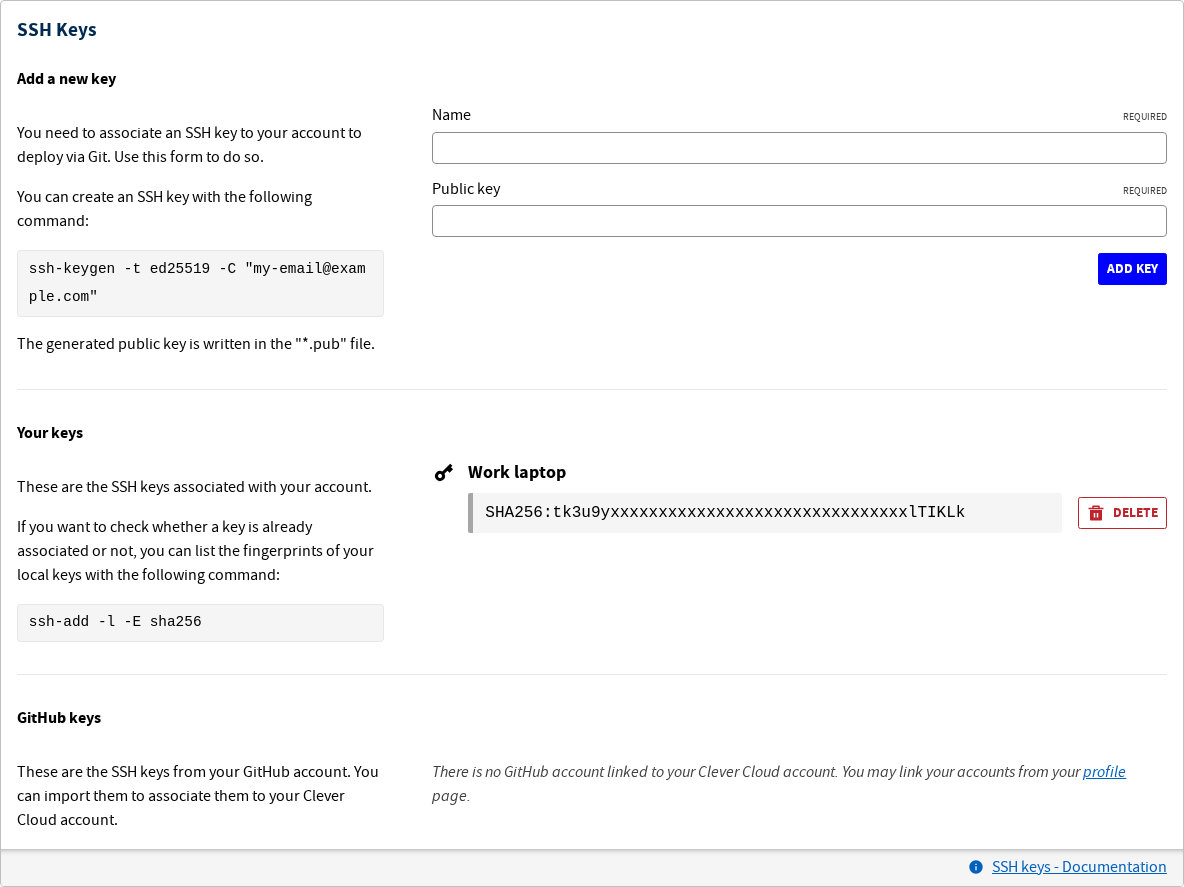 SSH Keys
Add a new key
You need to associate an SSH key to your account to
deploy via Git. Use this form to do so.
You can create an SSH key with the following
command:
ssh-keygen -t ed25519 -C "my-email@exam
ple.com"
The generated public key is written in the "*.pub" file.
Name
REQUIRED
Public key
REQUIRED
ADD KEY
Your keys
These are the SSH keys associated with your account.
If you want to check whether a key is already
associated or not, you can list the fingerprints of your
local keys with the following command:
ssh-add -l -E sha256
Work laptop
SHA256:tk3u9yxxxxxxxxxxxxxxxxxxxxxxxxxxxxxxxlTIKLk
DELETE
GitHub keys
These are the SSH keys from your GitHub account. You
can import them to associate them to your Clever
Cloud account.
There is no GitHub account linked to your Clever Cloud account. You may link your accounts from your profile
page.
SSH keys - Documentation